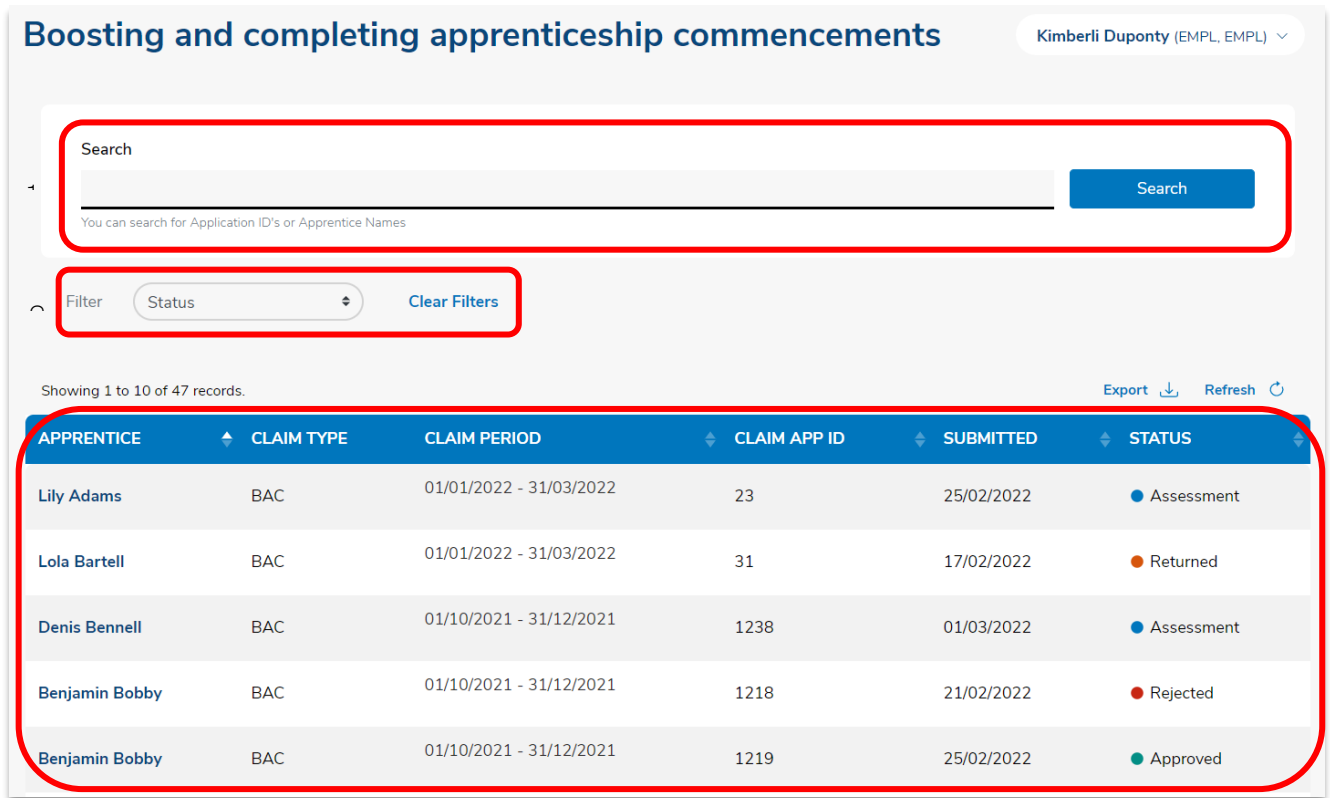 Boosting and completing apprenticeship commencements
Kimberli Duponty (EMPL, EMPL)
Search
Search
You can search for Application ID's or Apprentice Names
Filter Status Clear Filters
Showing 1 to 10 of 47 records. Export Refresh
APPRENTICE CLAIM TYPE CLAIM PERIOD CLAIM APP ID SUBMITTED STATUS
Lily Adams BAC 01/01/2022 - 31/03/2022 23 25/02/2022 Assessment
Lola Bartell BAC 01/01/2022 - 31/03/2022 31 17/02/2022 Returned
Denis Bennell BAC 01/10/2021 - 31/12/2021 1238 01/03/2022 Assessment
Benjamin Bobby BAC 01/10/2021 - 31/12/2021 1218 21/02/2022 Rejected
Benjamin Bobby BAC 01/10/2021 - 31/12/2021 1219 25/02/2022 Approved